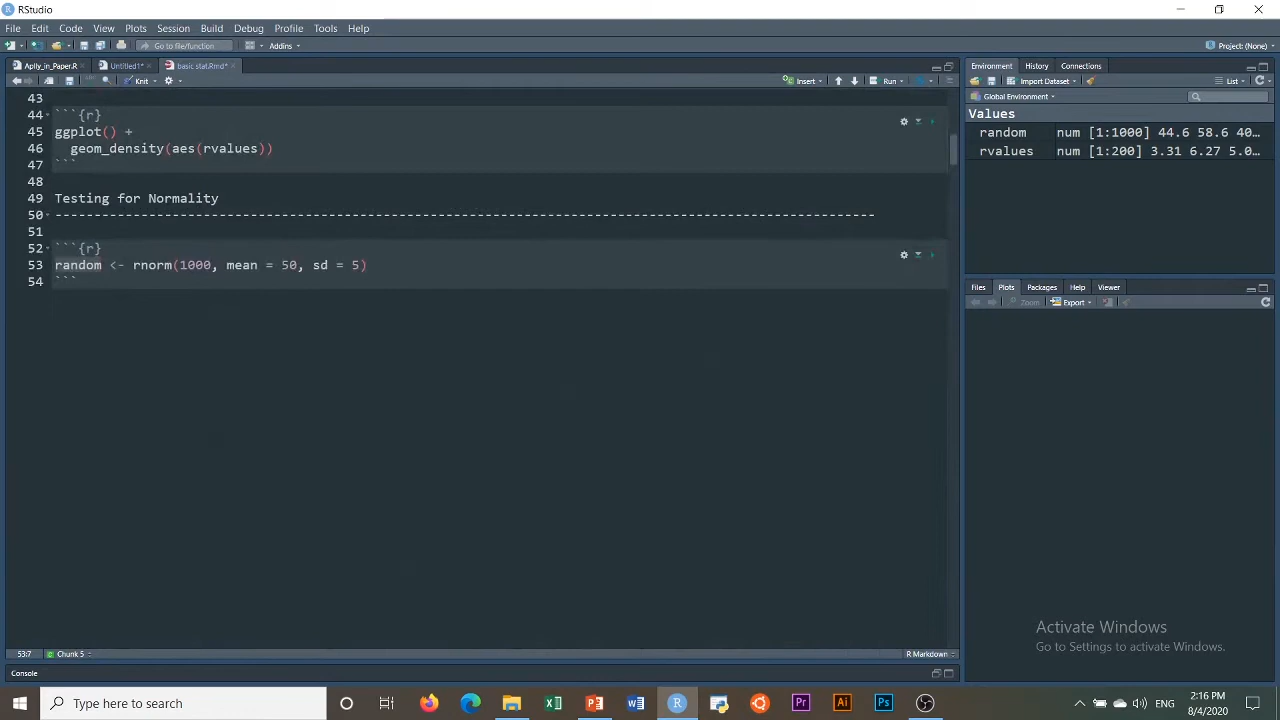 RStudio
File Edit Code View Plots Session Build Debug Profile Tools Help
Go to file/function Addins Project: (None)
Aplly_in_Paper.R Untitled1* basic stat.Rmd*
Knit Insert Run
43
44 ```{r}
45 ggplot() +
46 geom_density(aes(rvalues))
47 ```
48
49 Testing for Normality
50 ---------------------------------------------------------------------------------------------------------
51
52 ```{r}
53 random <- rnorm(1000, mean = 50, sd = 5)
54 ```
53:7 Chunk 5 R Markdown
Console
Environment History Connections
Import Dataset List
Global Environment
Values
random num [1:1000] 44.6 58.6 40…
rvalues num [1:200] 3.31 6.27 5.0…
Files Plots Packages Help Viewer
Zoom Export
Activate Windows
Go to Settings to activate Windows.
Type here to search
ENG
2:16 PM
8/4/2020